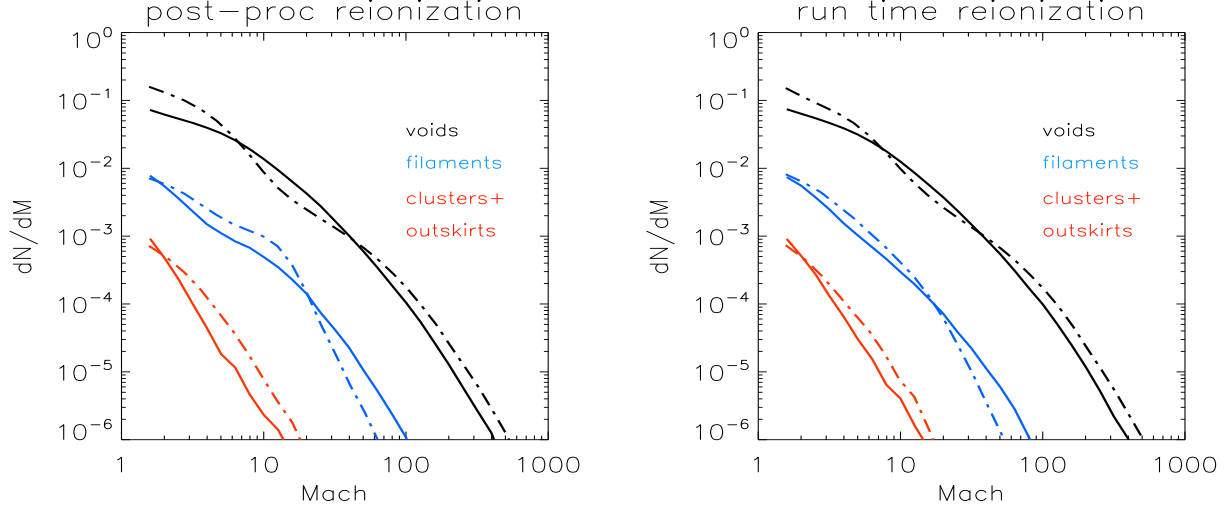 post-proc reionization
10^0
10^-1
10^-2
10^-3
10^-4
10^-5
10^-6
dN/dM
voids
filaments
clusters+
outskirts
1 10 100 1000
Mach
run time reionization
10^0
10^-1
10^-2
10^-3
10^-4
10^-5
10^-6
dN/dM
voids
filaments
clusters+
outskirts
1 10 100 1000
Mach